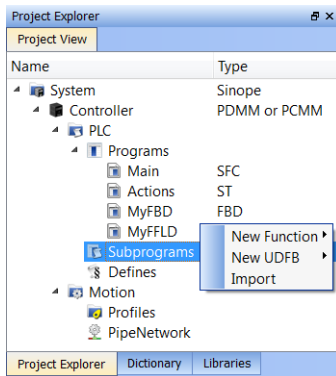 Project Explorer
Project View
Name Type
System Sinope
Controller PDMM or PCMM
PLC
Programs
Main SFC
Actions ST
MyFBD FBD
MyFFLD
Subprograms
New Function
New UDFB
Import
Defines
Motion
Profiles
PipeNetwork
Project Explorer Dictionary Libraries